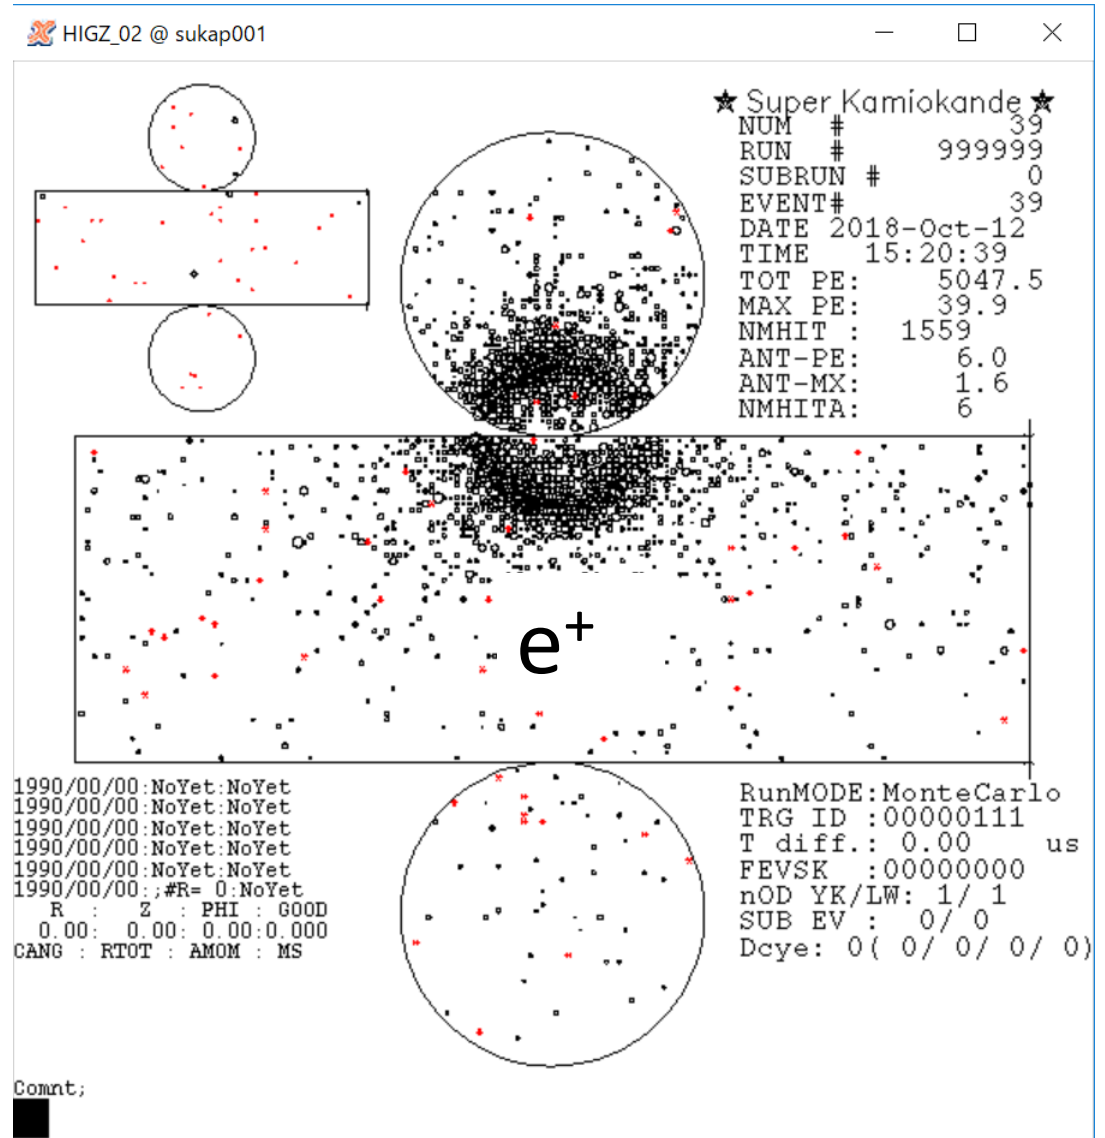 HIGZ_02 @ sukap001
★ Super Kamiokande ★
NUM # 39
RUN # 999999
SUBRUN # 0
EVENT# 39
DATE 2018-Oct-12
TIME 15:20:39
TOT PE: 5047.5
MAX PE: 39.9
NMHIT : 1559
ANT-PE: 6.0
ANT-MX: 1.6
NMHITA: 6
e+
1990/00/00:NoYet:NoYet
1990/00/00:NoYet:NoYet
1990/00/00:NoYet:NoYet
1990/00/00:NoYet:NoYet
1990/00/00:NoYet:NoYet
1990/00/00:;#R= 0:NoYet
R : Z : PHI : GOOD
0.00: 0.00: 0.00:0.000
CANG : RTOT : AMOM : MS
RunMODE:MonteCarlo
TRG ID :00000111
T diff.: 0.00 us
FEVSK :00000000
nOD YK/LW: 1/ 1
SUB EV : 0/ 0
Dcye: 0( 0/ 0/ 0/ 0)
Comnt;